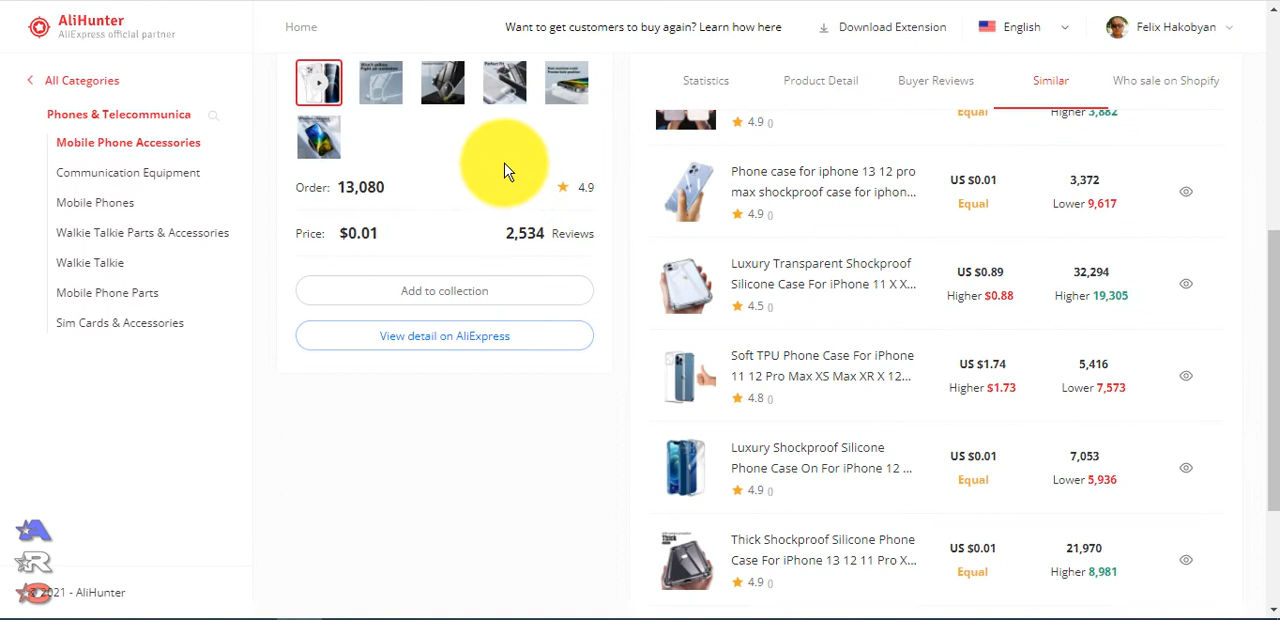 AliHunter
AliExpress official partner
Home
Want to get customers to buy again? Learn how here
Download Extension
English
Felix Hakobyan
All Categories
Phones & Telecommunica
Mobile Phone Accessories
Communication Equipment
Mobile Phones
Walkie Talkie Parts & Accessories
Walkie Talkie
Mobile Phone Parts
Sim Cards & Accessories
© 2021 - AliHunter
Order: 13,080
4.9
Price: $0.01
2,534 Reviews
Add to collection
View detail on AliExpress
Statistics
Product Detail
Buyer Reviews
Similar
Who sale on Shopify
4.9 ()
Equal
Higher 3,882
Phone case for iphone 13 12 pro
max shockproof case for iphon...
4.9 ()
US $0.01
Equal
3,372
Lower 9,617
Luxury Transparent Shockproof
Silicone Case For iPhone 11 X X...
4.5 ()
US $0.89
Higher $0.88
32,294
Higher 19,305
Soft TPU Phone Case For iPhone
11 12 Pro Max XS Max XR X 12...
4.8 ()
US $1.74
Higher $1.73
5,416
Lower 7,573
Luxury Shockproof Silicone
Phone Case On For iPhone 12 ...
4.9 ()
US $0.01
Equal
7,053
Lower 5,936
Thick Shockproof Silicone Phone
Case For iPhone 13 12 11 Pro X...
4.9 ()
US $0.01
Equal
21,970
Higher 8,981